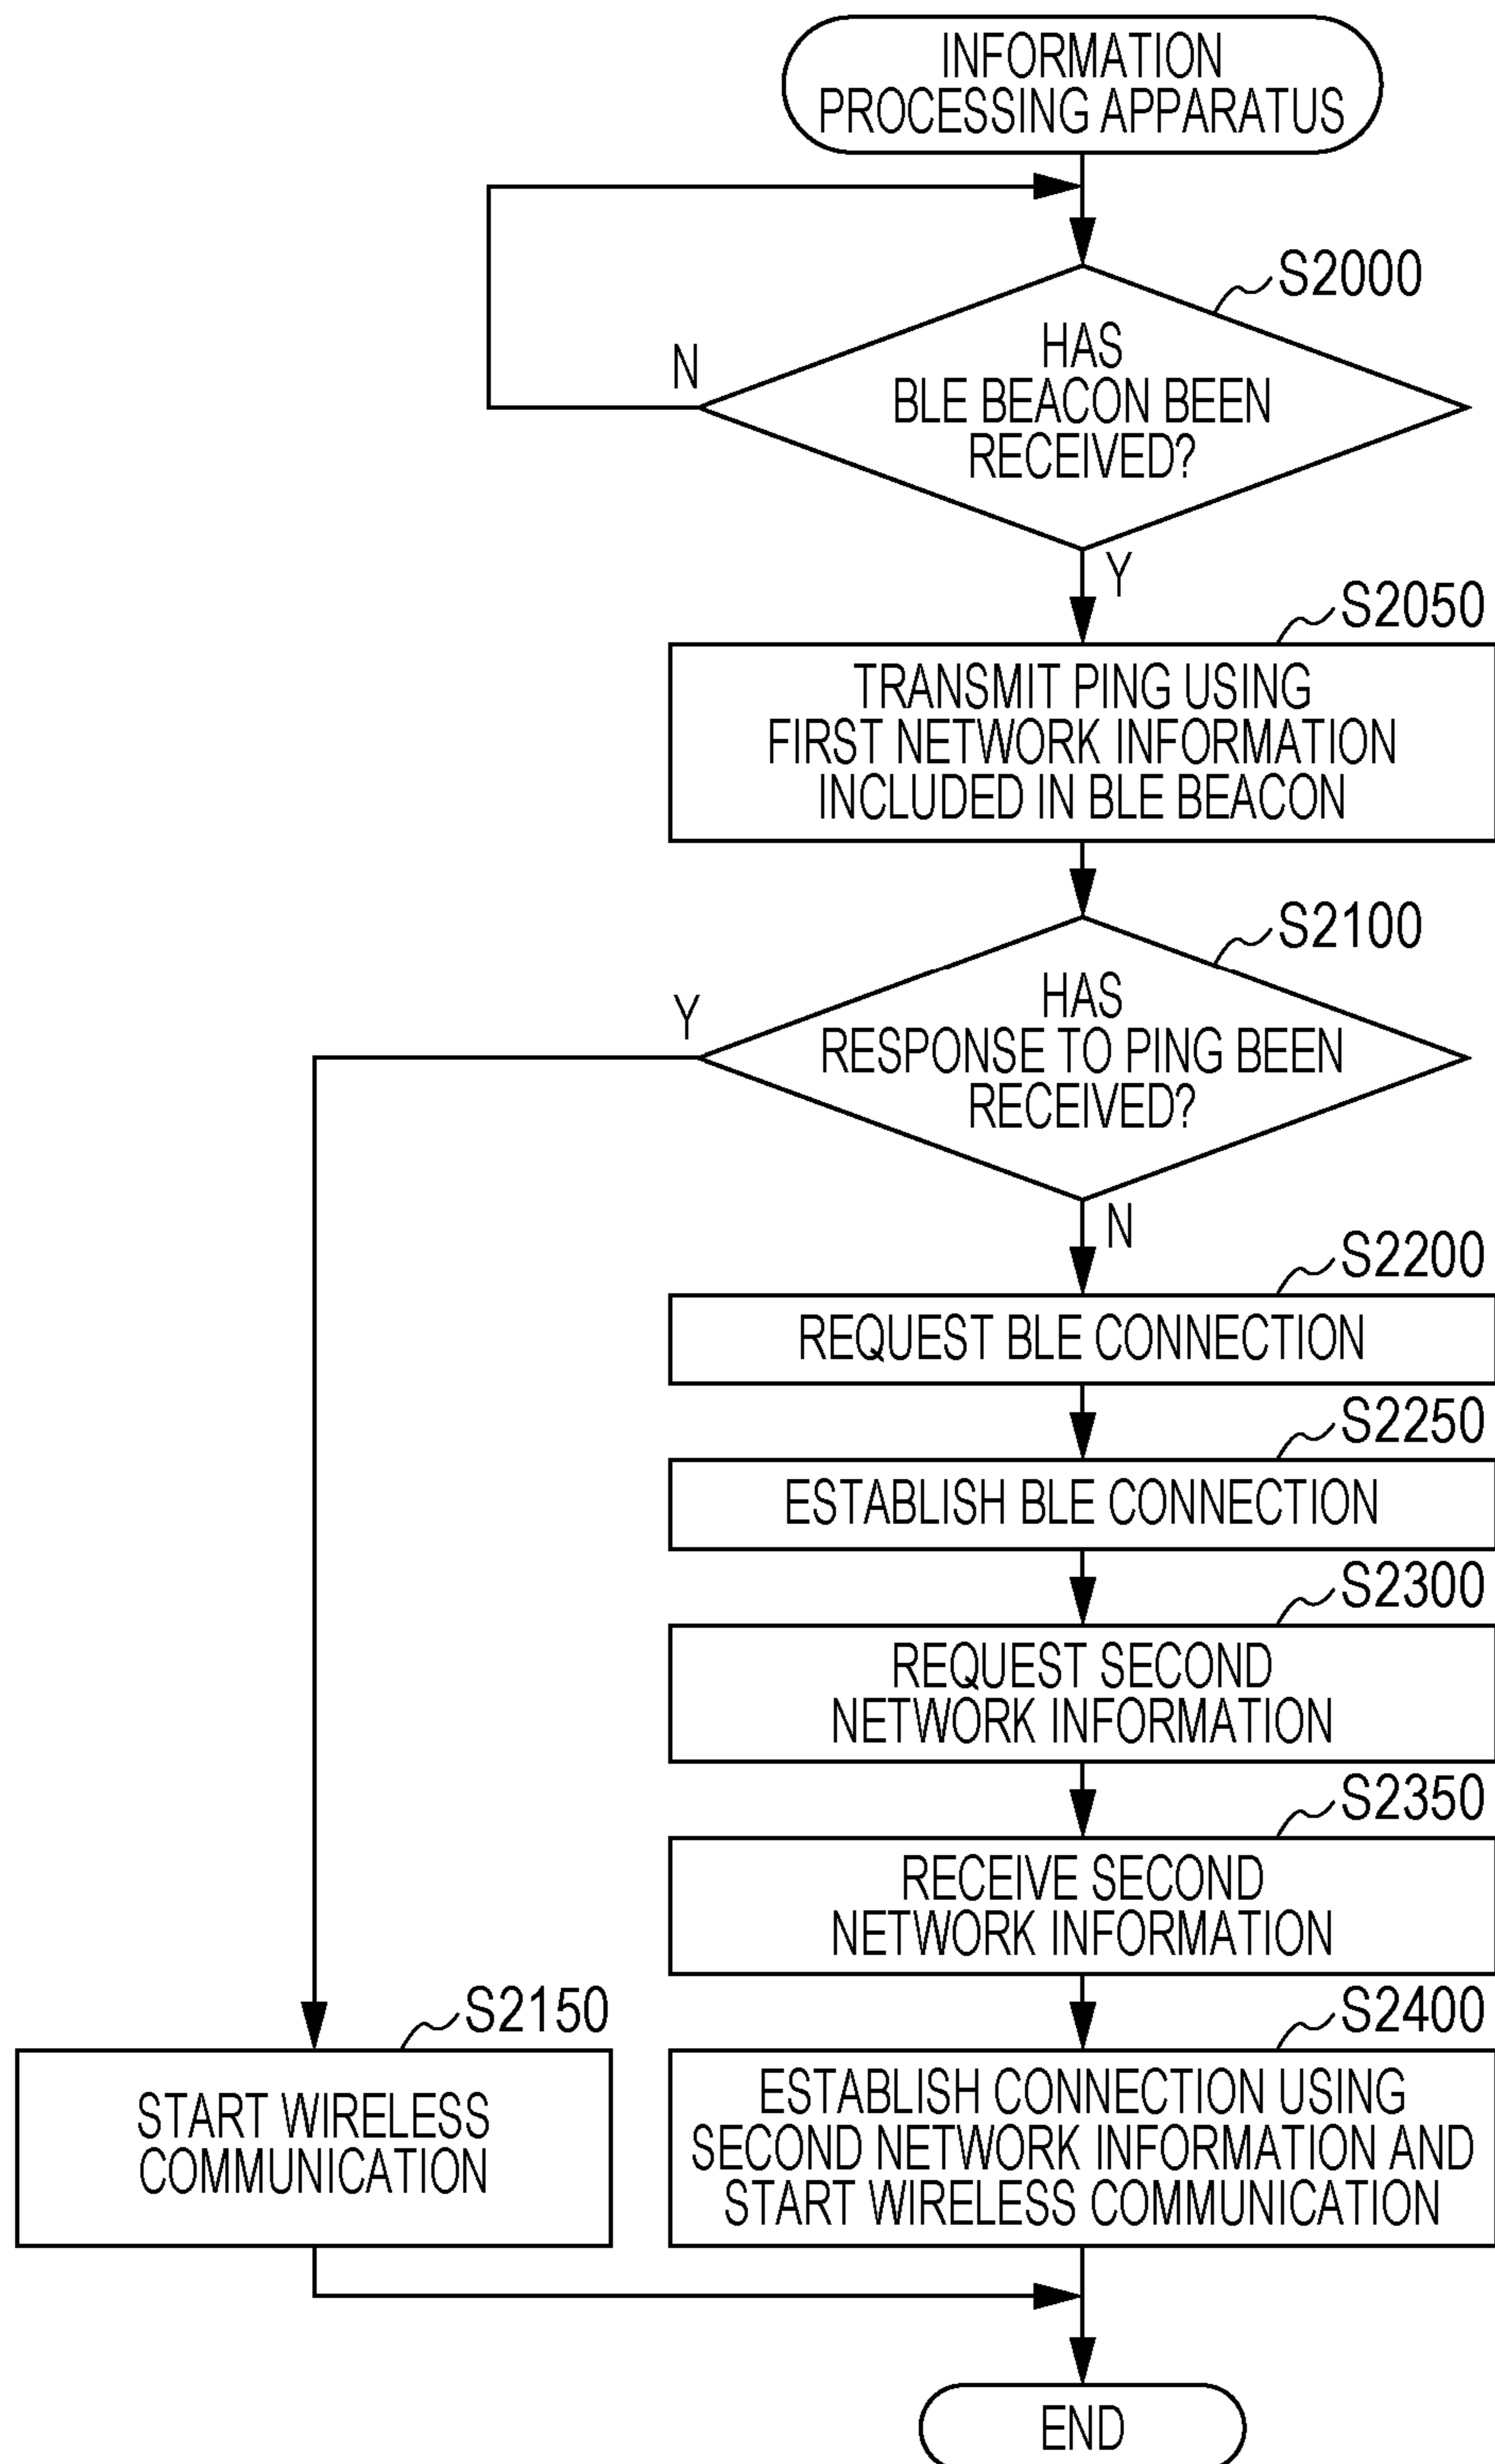 INFORMATION
PROCESSING APPARATUS
S2000
HAS
BLE BEACON BEEN
RECEIVED?
N
Y
S2050
TRANSMIT PING USING
FIRST NETWORK INFORMATION
INCLUDED IN BLE BEACON
S2100
HAS
RESPONSE TO PING BEEN
RECEIVED?
Y
N
S2200
REQUEST BLE CONNECTION
S2250
ESTABLISH BLE CONNECTION
S2300
REQUEST SECOND
NETWORK INFORMATION
S2350
RECEIVE SECOND
NETWORK INFORMATION
S2150
START WIRELESS
COMMUNICATION
S2400
ESTABLISH CONNECTION USING
SECOND NETWORK INFORMATION AND
START WIRELESS COMMUNICATION
END